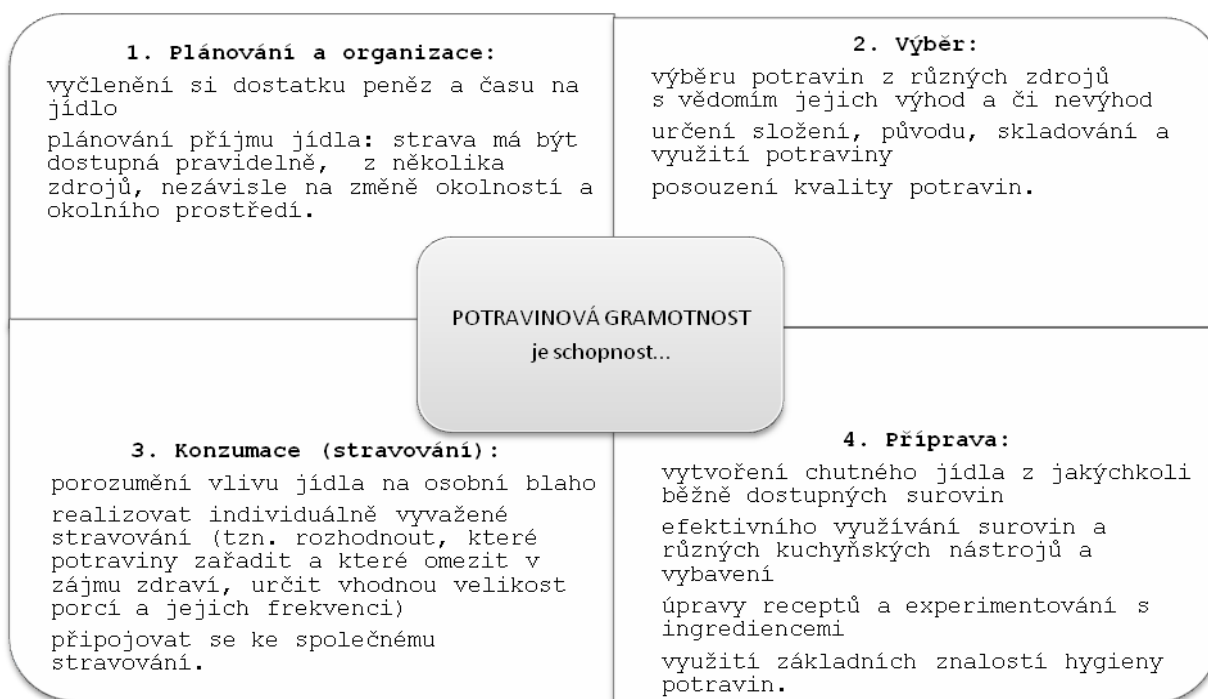 1. Plánování a organizace:
vyčlenění si dostatku peněz a času na
jídlo
plánování příjmu jídla: strava má být
dostupná pravidelně, z několika
zdrojů, nezávisle na změně okolností a
okolního prostředí.
2. Výběr:
výběru potravin z různých zdrojů
s vědomím jejich výhod a či nevýhod
určení složení, původu, skladování a
využití potraviny
posouzení kvality potravin.
POTRAVINOVÁ GRAMOTNOST
je schopnost...
3. Konzumace (stravování):
porozumění vlivu jídla na osobní blaho
realizovat individuálně vyvážené
stravování (tzn. rozhodnout, které
potraviny zařadit a které omezit v
zájmu zdraví, určit vhodnou velikost
porcí a jejich frekvenci)
připojovat se ke společnému
stravování.
4. Příprava:
vytvoření chutného jídla z jakýchkoli
běžně dostupných surovin
efektivního využívání surovin a
různých kuchyňských nástrojů a
vybavení
úpravy receptů a experimentování s
ingrediencemi
využití základních znalostí hygieny
potravin.